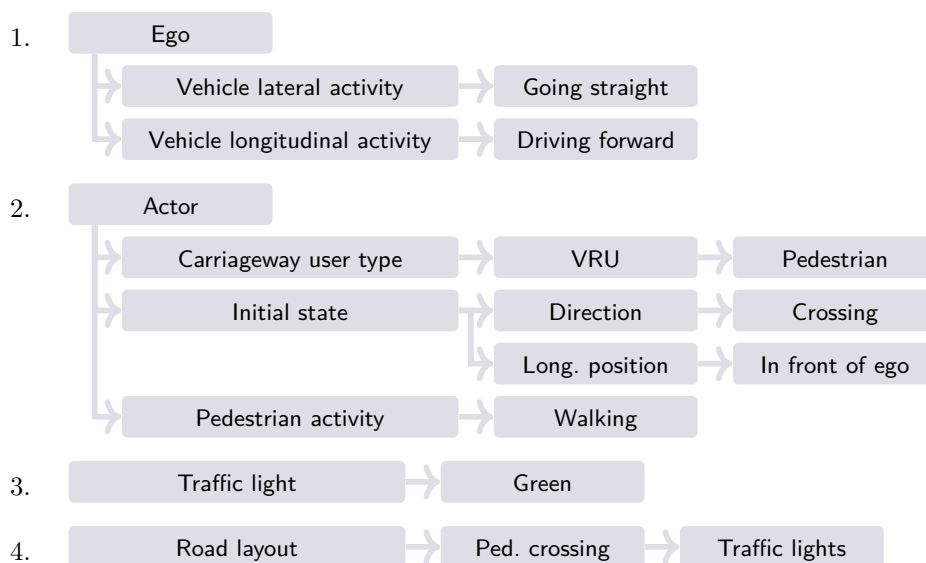 1. Ego
Vehicle lateral activity Going straight
Vehicle longitudinal activity Driving forward
2. Actor
Carriageway user type VRU Pedestrian
Initial state Direction Crossing
Long. position In front of ego
Pedestrian activity Walking
3. Traffic light Green
4. Road layout Ped. crossing Traffic lights